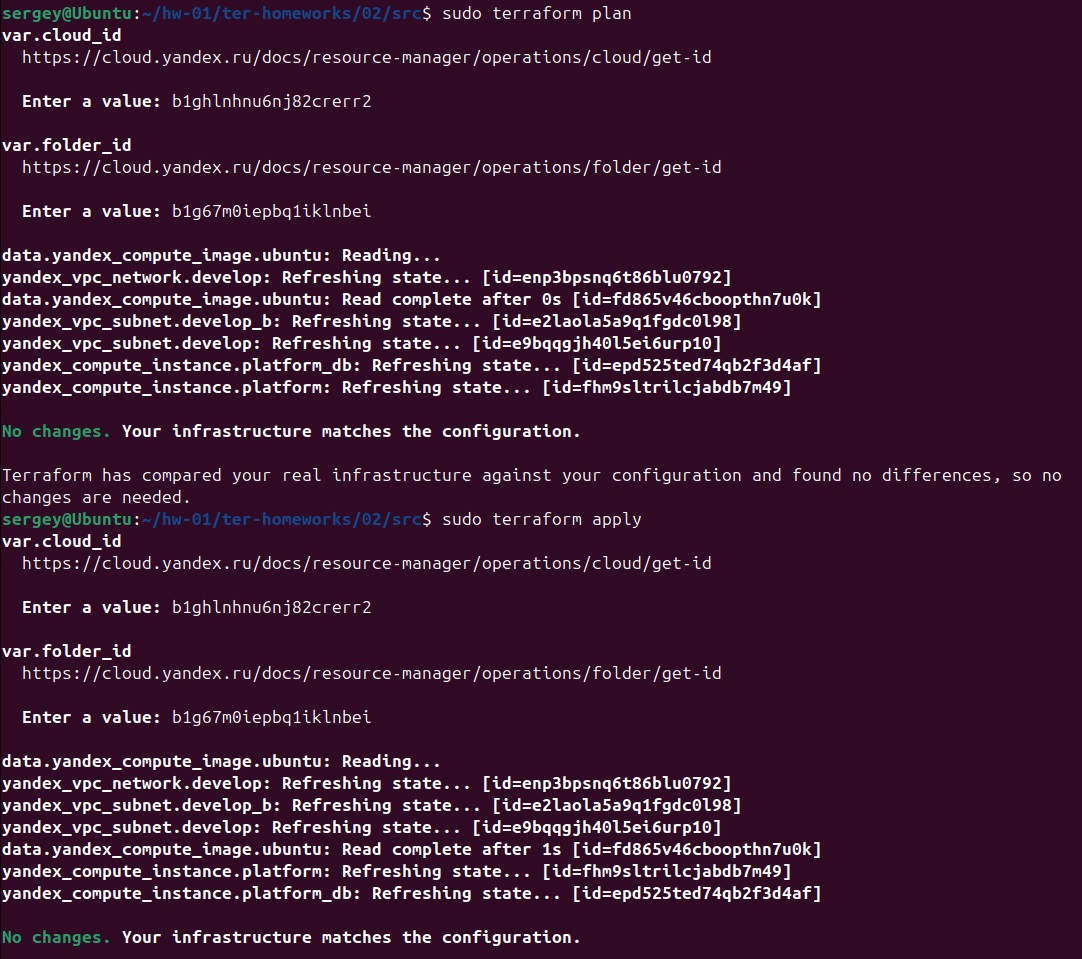 sergey@Ubuntu:~/hw-01/ter-homeworks/02/src$ sudo terraform plan
var.cloud_id
https://cloud.yandex.ru/docs/resource-manager/operations/cloud/get-id
Enter a value: b1ghlnhnu6nj82crerr2
var.folder_id
https://cloud.yandex.ru/docs/resource-manager/operations/folder/get-id
Enter a value: b1g67m0iepbq1iklnbei
data.yandex_compute_image.ubuntu: Reading...
yandex_vpc_network.develop: Refreshing state... [id=enp3bpsnq6t86blu0792]
data.yandex_compute_image.ubuntu: Read complete after 0s [id=fd865v46cboopthn7u0k]
yandex_vpc_subnet.develop_b: Refreshing state... [id=e2laola5a9q1fgdc0l98]
yandex_vpc_subnet.develop: Refreshing state... [id=e9bqqgjh40l5ei6urp10]
yandex_compute_instance.platform_db: Refreshing state... [id=epd525ted74qb2f3d4af]
yandex_compute_instance.platform: Refreshing state... [id=fhm9sltrilcjabdb7m49]
No changes. Your infrastructure matches the configuration.
Terraform has compared your real infrastructure against your configuration and found no differences, so no
changes are needed.
sergey@Ubuntu:~/hw-01/ter-homeworks/02/src$ sudo terraform apply
var.cloud_id
https://cloud.yandex.ru/docs/resource-manager/operations/cloud/get-id
Enter a value: b1ghlnhnu6nj82crerr2
var.folder_id
https://cloud.yandex.ru/docs/resource-manager/operations/folder/get-id
Enter a value: b1g67m0iepbq1iklnbei
data.yandex_compute_image.ubuntu: Reading...
yandex_vpc_network.develop: Refreshing state... [id=enp3bpsnq6t86blu0792]
yandex_vpc_subnet.develop_b: Refreshing state... [id=e2laola5a9q1fgdc0l98]
yandex_vpc_subnet.develop: Refreshing state... [id=e9bqqgjh40l5ei6urp10]
data.yandex_compute_image.ubuntu: Read complete after 1s [id=fd865v46cboopthn7u0k]
yandex_compute_instance.platform: Refreshing state... [id=fhm9sltrilcjabdb7m49]
yandex_compute_instance.platform_db: Refreshing state... [id=epd525ted74qb2f3d4af]
No changes. Your infrastructure matches the configuration.